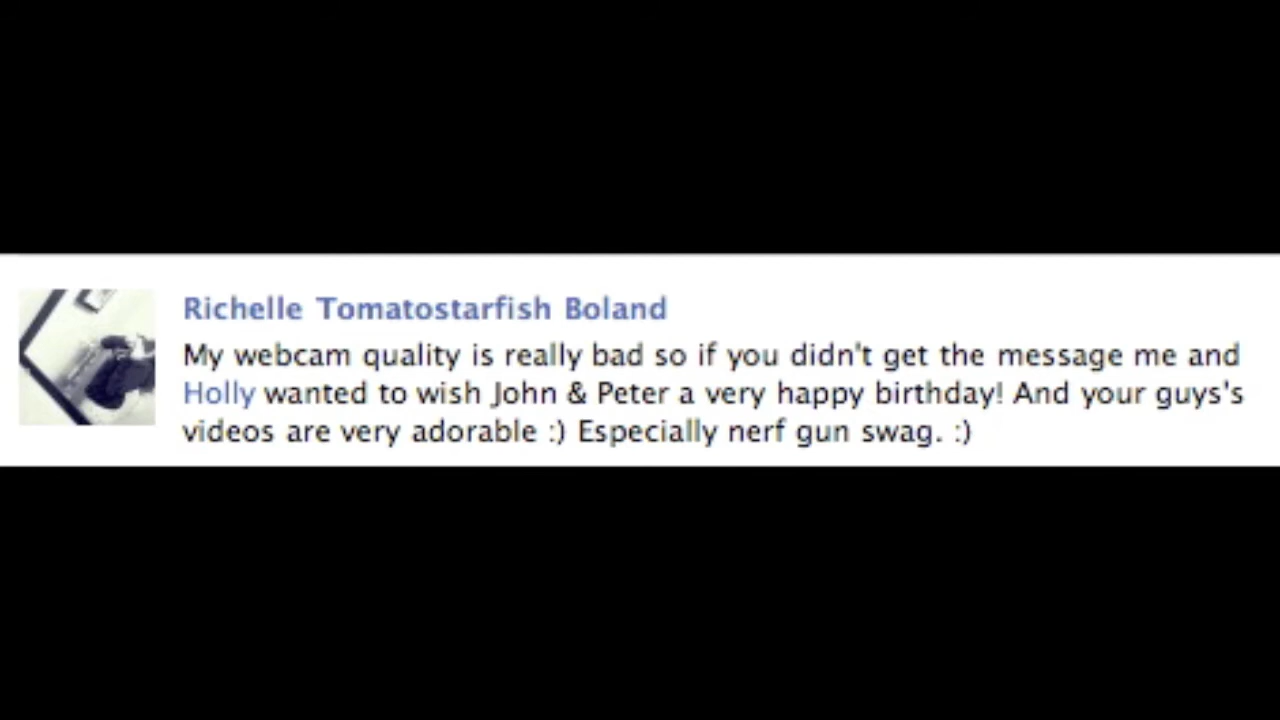 Richelle Tomatostarfish Boland
My webcam quality is really bad so if you didn't get the message me and
Holly wanted to wish John & Peter a very happy birthday! And your guys's
videos are very adorable :) Especially nerf gun swag. :)